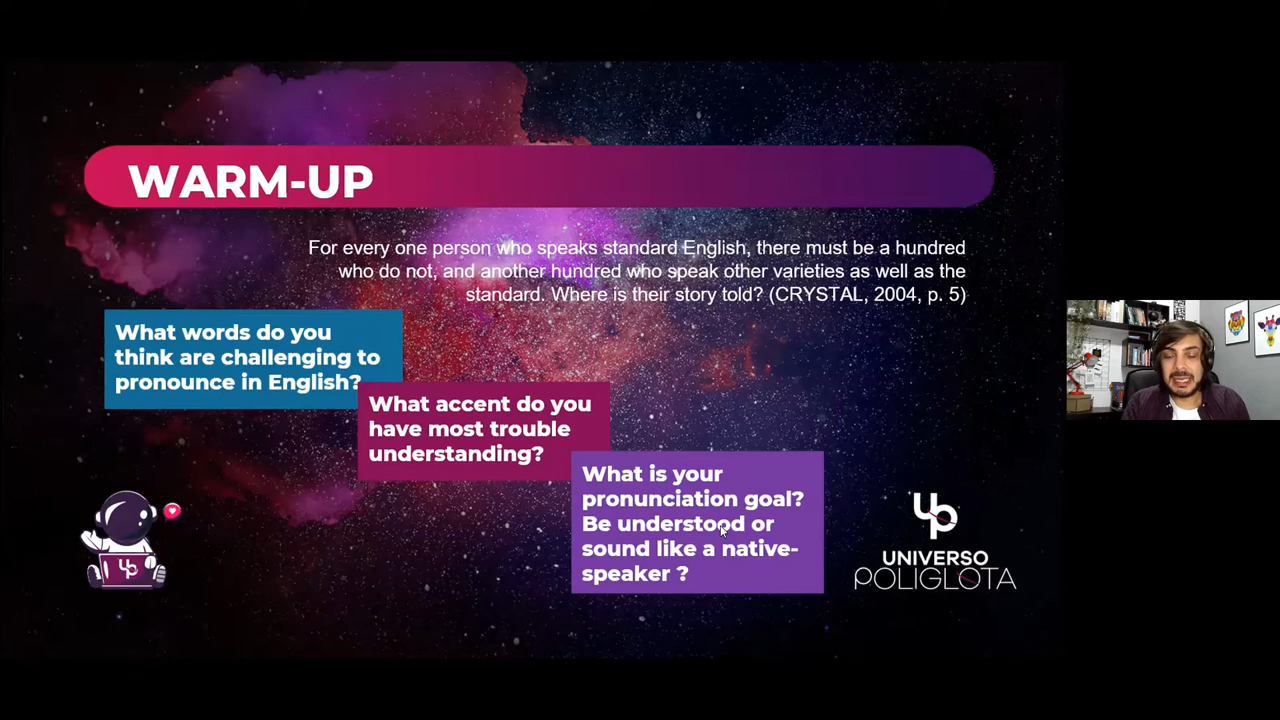 WARM-UP
For every one person who speaks standard English, there must be a hundred
who do not, and another hundred who speak other varieties as well as the
standard. Where is their story told? (CRYSTAL, 2004, p. 5)
What words do you
think are challenging to
pronounce in English?
What accent do you
have most trouble
understanding?
What is your
pronunciation goal?
Be understood or
sound like a native-
speaker ?
up
up
UNIVERSO
POLIGLOTA